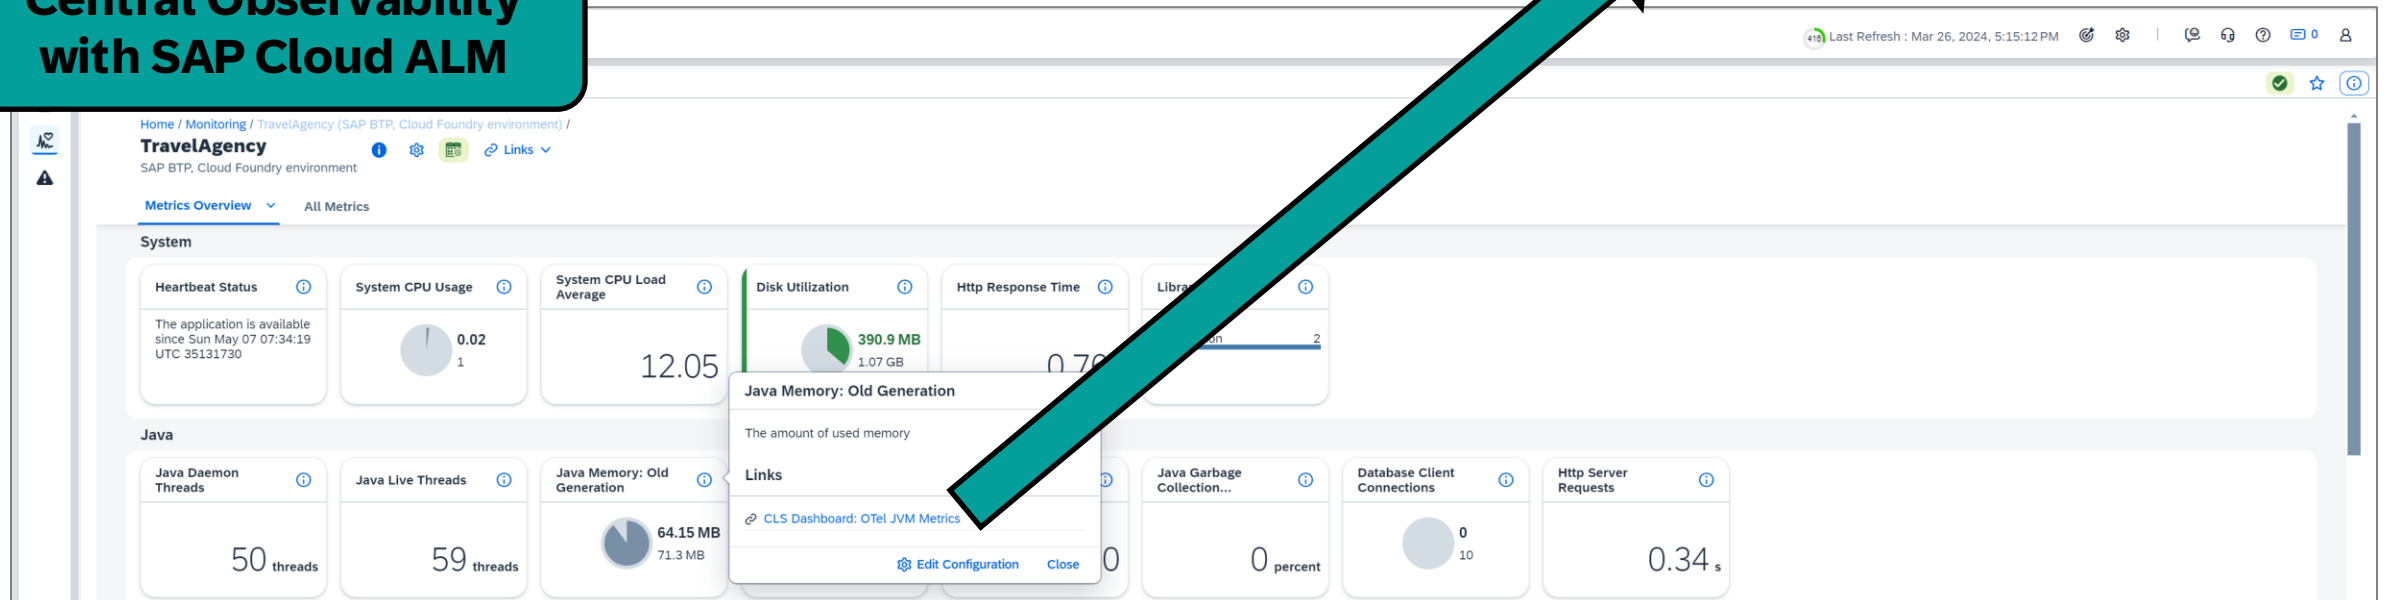 Central Observability
with SAP Cloud ALM
418 Last Refresh : Mar 26, 2024, 5:15:12 PM
0
Home / Monitoring / TravelAgency (SAP BTP, Cloud Foundry environment) /
TravelAgency
Links
SAP BTP, Cloud Foundry environment
Metrics Overview
All Metrics
System
Heartbeat Status
The application is available
since Sun May 07 07:34:19
UTC 35131730
System CPU Usage
0.02
1
System CPU Load
Average
12.05
Disk Utilization
390.9 MB
1.07 GB
Http Response Time
2
Java Memory: Old Generation
The amount of used memory
Links
CLS Dashboard: OTel JVM Metrics
Edit Configuration
Close
Java
Java Daemon
Threads
50 threads
Java Live Threads
59 threads
Java Memory: Old
Generation
64.15 MB
71.3 MB
0
Java Garbage
Collection...
0 percent
Database Client
Connections
0
10
Http Server
Requests
0.34 s